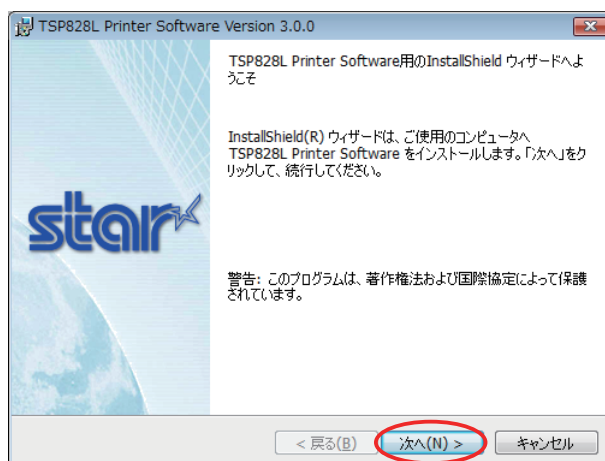 TSP828L Printer Software Version 3.0.0
TSP828L Printer Software用のInstallShield ウィザードへよ
うこそ
InstallShield(R) ウィザードは、ご使用のコンピュータへ
TSP828L Printer Software をインストールします。「次へ」をク
リックして、続行してください。
star
警告: このプログラムは、著作権法および国際協定によって保護
されています。
< 戻る(B) 次へ(N) > キャンセル